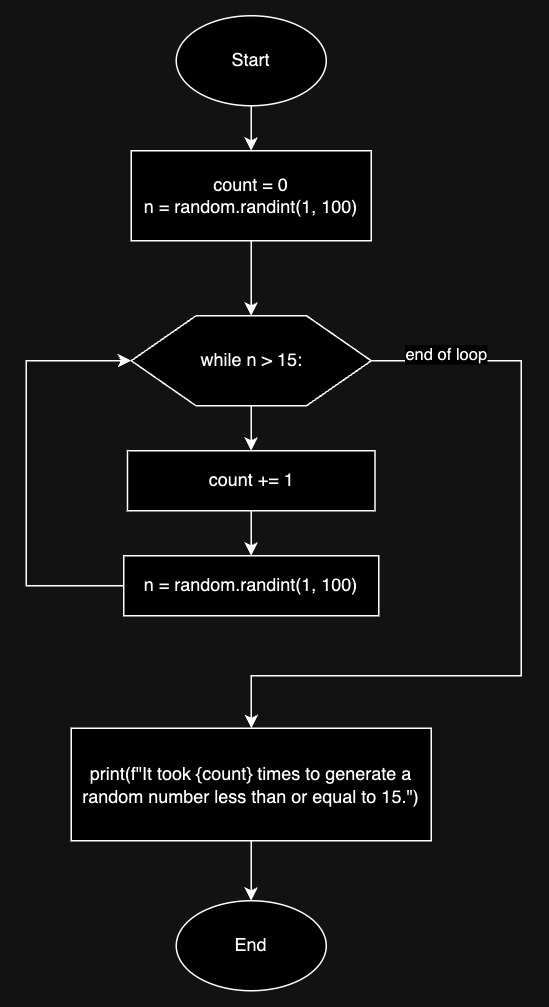 Start
count = 0
n = random.randint(1, 100)
while n > 15:
end of loop
count += 1
n = random.randint(1, 100)
print(f"It took {count} times to generate a
random number less than or equal to 15.")
End